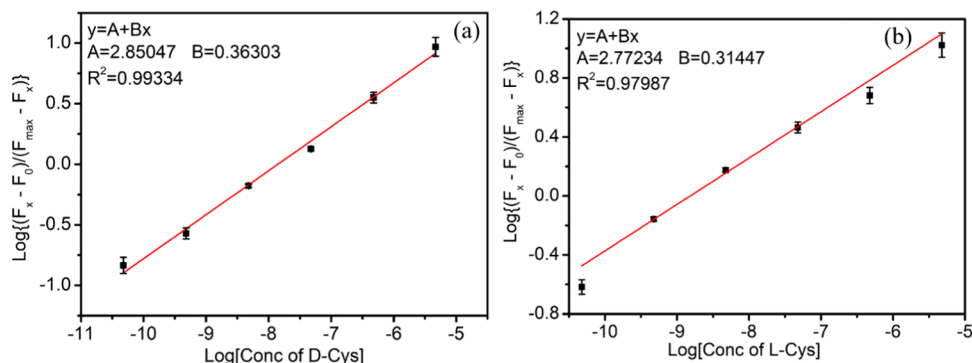 (a)
y=A+Bx
A=2.85047 B=0.36303
R²=0.99334
Log{(Fₓ - F₀)/(Fₘₐₓ - Fₓ)}
1.0
0.5
0.0
-0.5
-1.0
-11 -10 -9 -8 -7 -6 -5
Log[Conc of D-Cys]
(b)
y=A+Bx
A=2.77234 B=0.31447
R²=0.97987
Log{(Fₓ - F₀)/(Fₘₐₓ - Fₓ)}
1.2
0.8
0.4
0.0
-0.4
-0.8
-10 -9 -8 -7 -6 -5
Log[Conc of L-Cys]